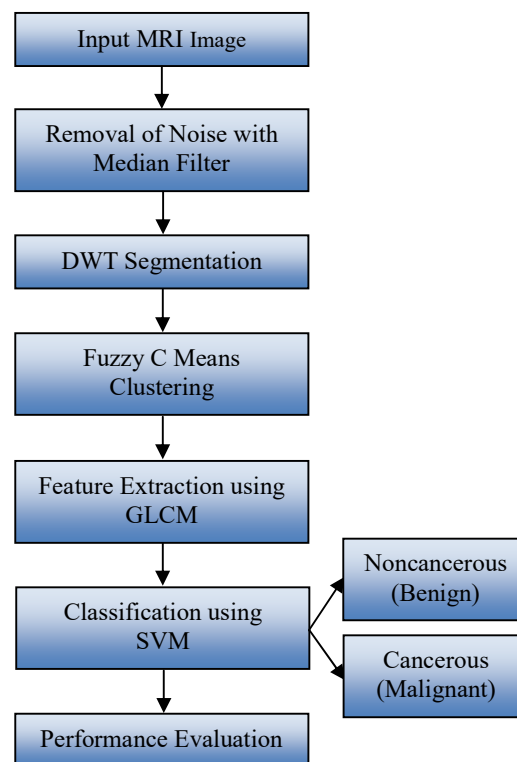 Input MRI Image
Removal of Noise with
Median Filter
DWT Segmentation
Fuzzy C Means
Clustering
Feature Extraction using
GLCM
Classification using
SVM
Noncancerous
(Benign)
Cancerous
(Malignant)
Performance Evaluation